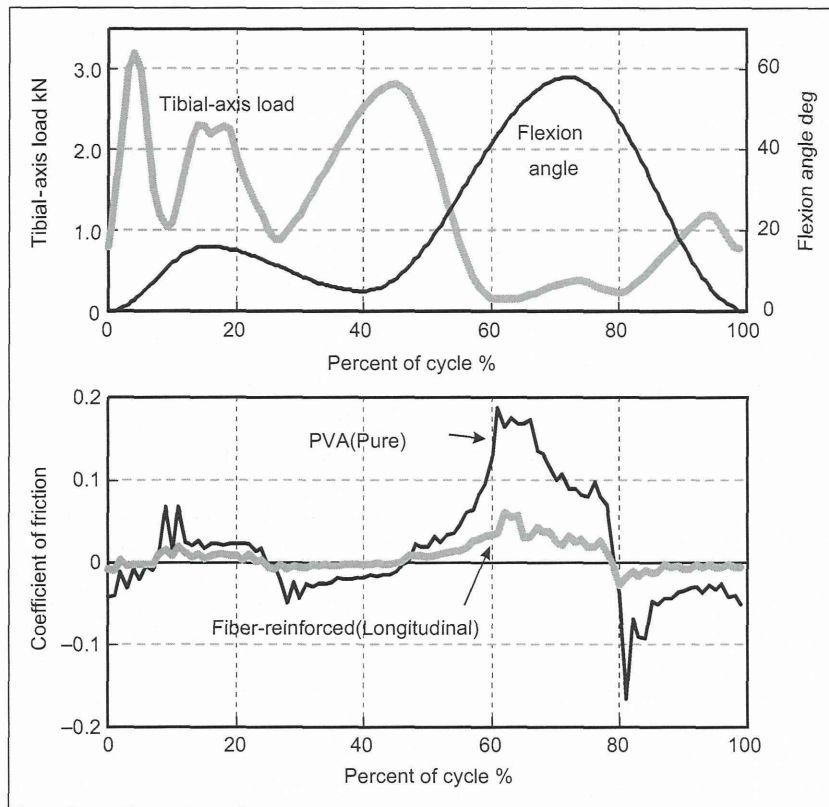 Tibial-axis load kN
3.0
2.0
1.0
0
Tibial-axis load
Flexion
angle
60
40
20
0
Flexion angle deg
0
20
40
60
80
100
Percent of cycle %
Coefficient of friction
0.2
0.1
0
–0.1
–0.2
PVA(Pure)
Fiber-reinforced(Longitudinal)
0
20
40
60
80
100
Percent of cycle %